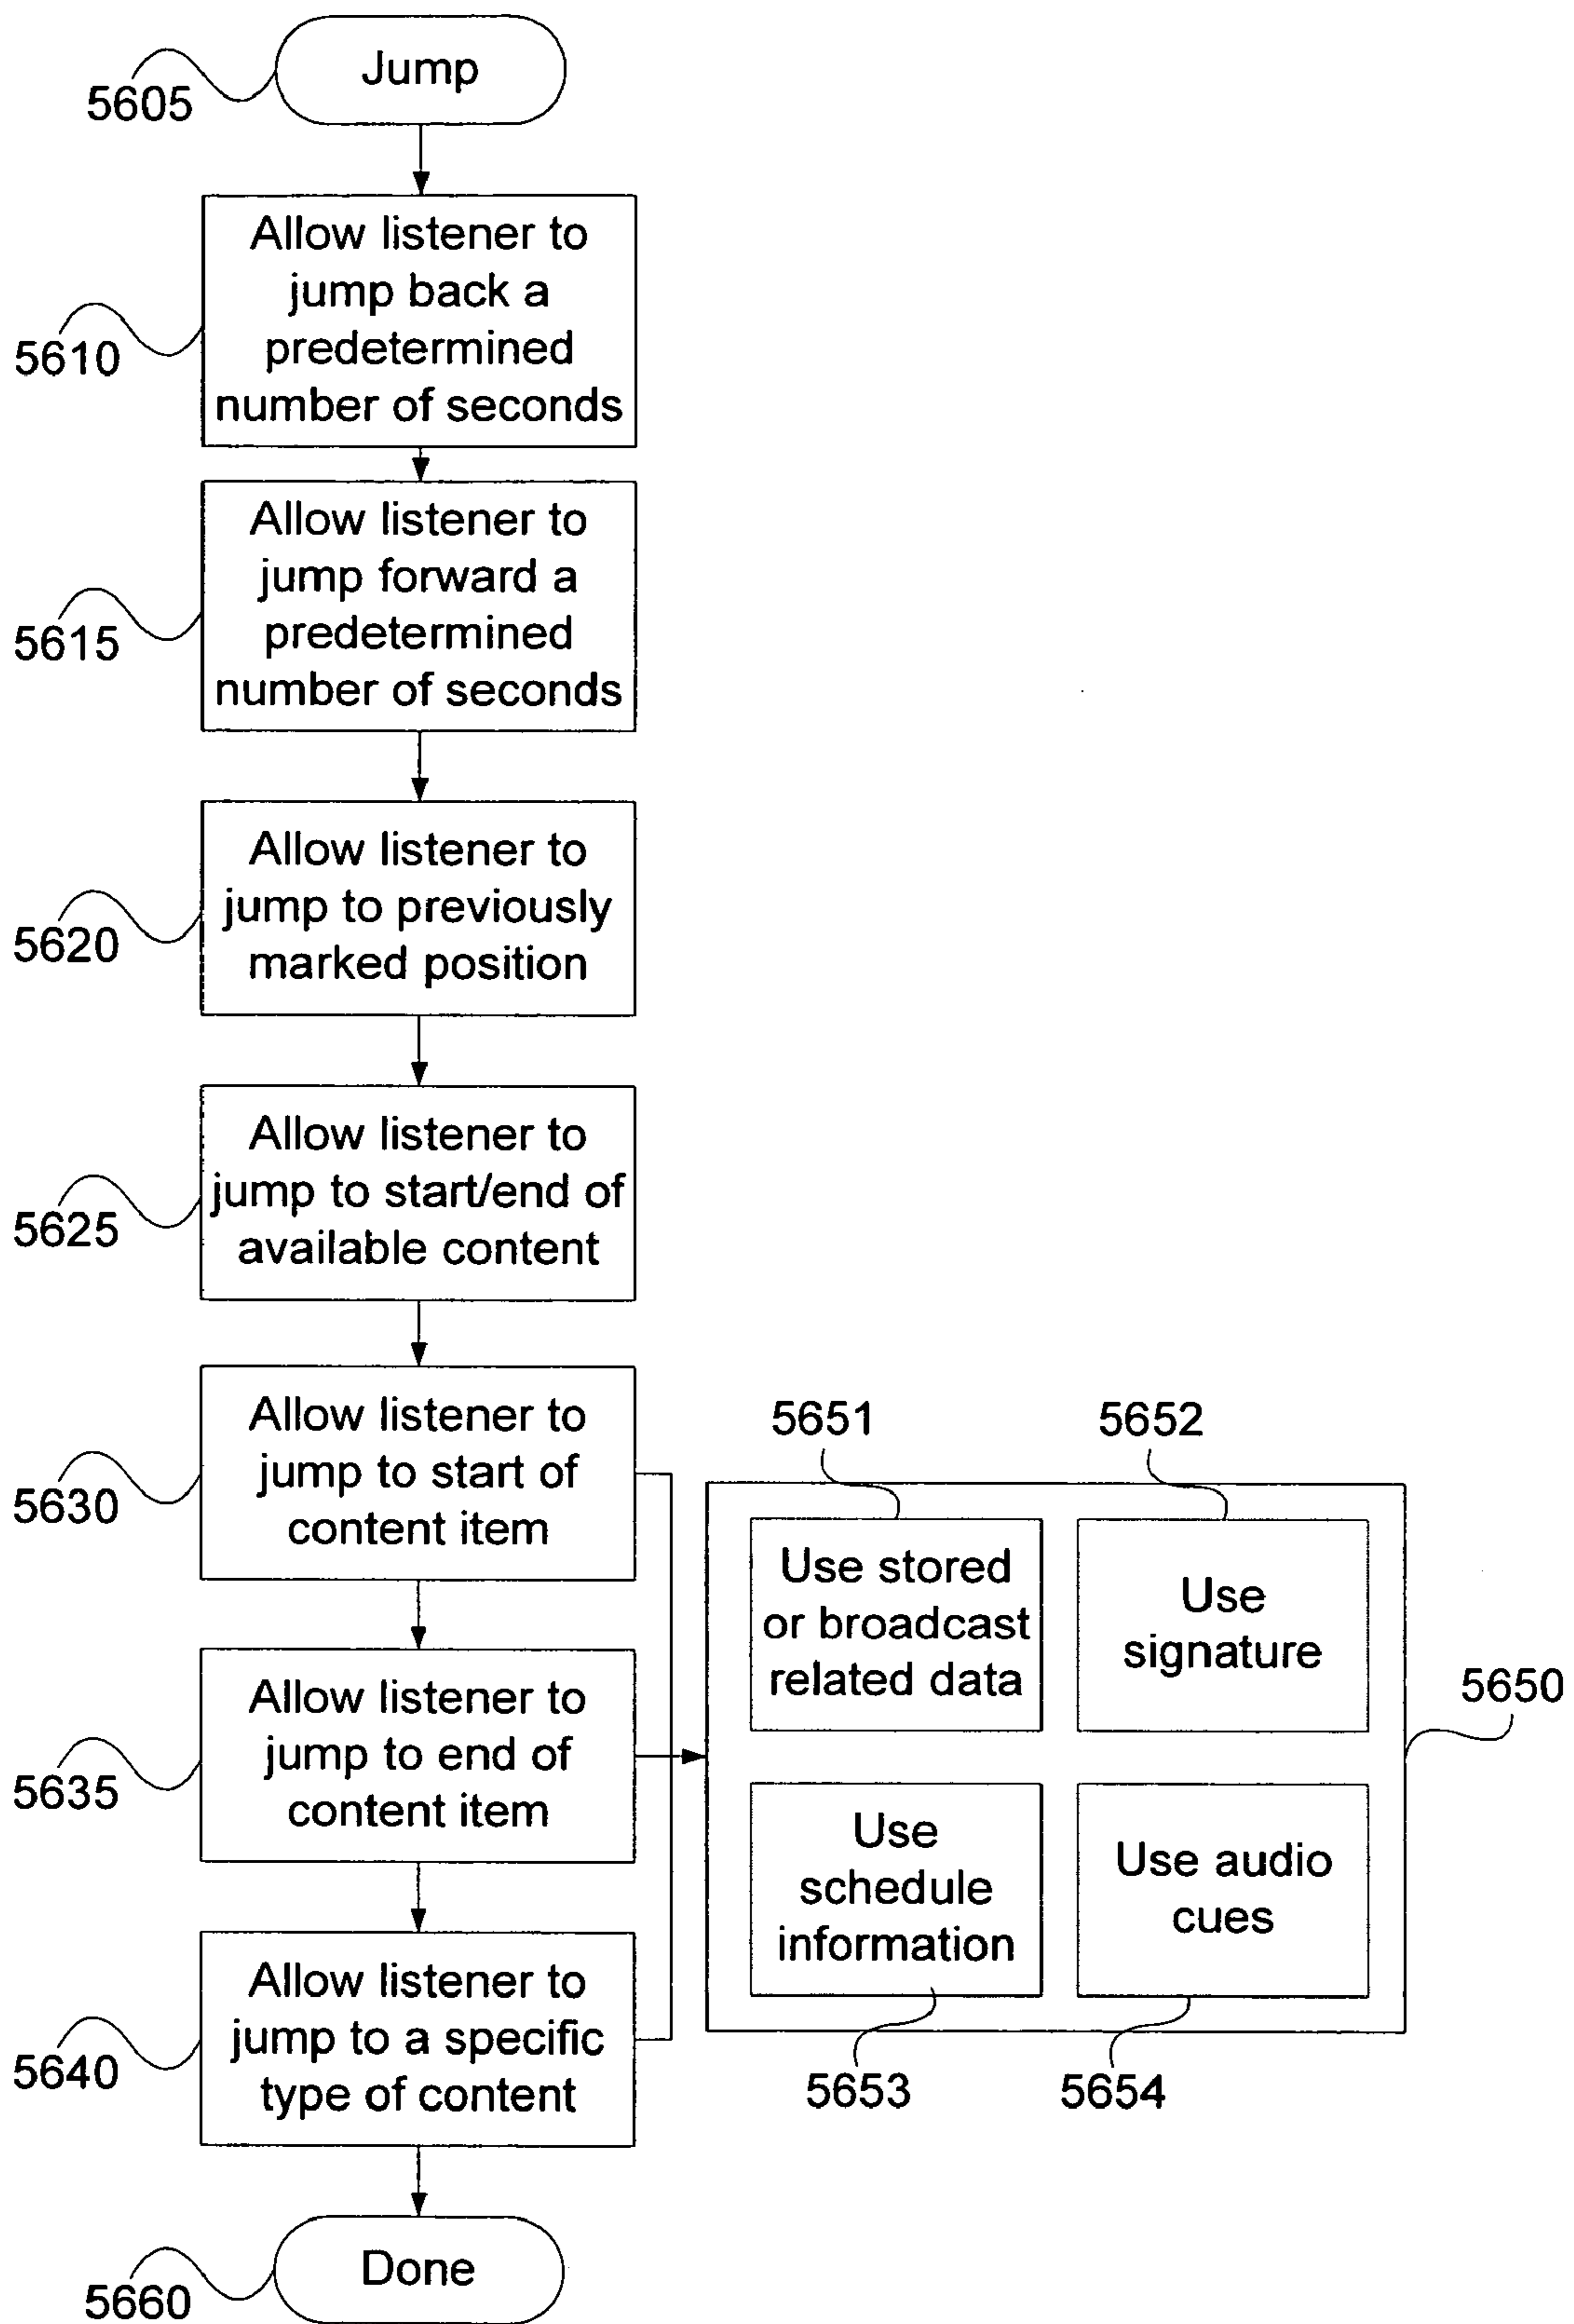 Jump
5605
Allow listener to
jump back a
predetermined
number of seconds
5610
Allow listener to
jump forward a
predetermined
number of seconds
5615
Allow listener to
jump to previously
marked position
5620
Allow listener to
jump to start/end of
available content
5625
Allow listener to
jump to start of
content item
5630
Allow listener to
jump to end of
content item
5635
Allow listener to
jump to a specific
type of content
5640
5651
Use stored
or broadcast
related data
5652
Use
signature
5650
Use
schedule
information
5653
Use audio
cues
5654
Done
5660